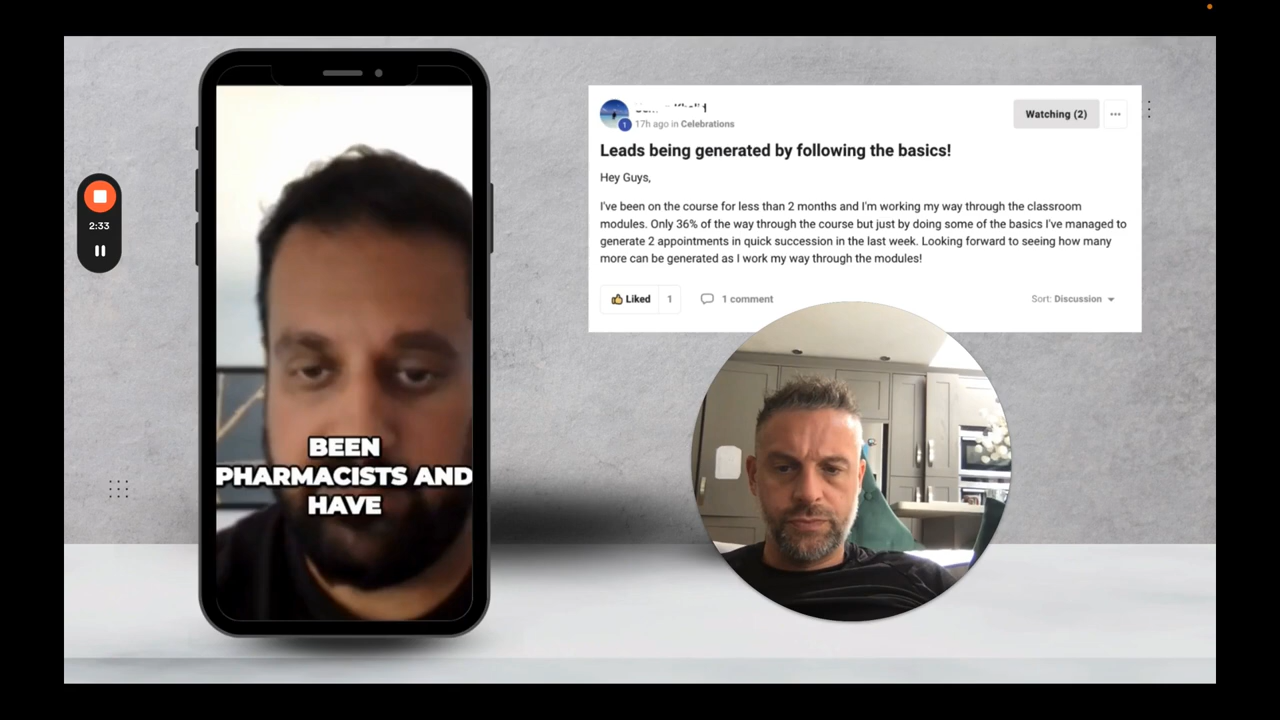 2:33
BEEN
PHARMACISTS AND
HAVE
1
17h ago in Celebrations
Watching (2)
Leads being generated by following the basics!
Hey Guys,
I've been on the course for less than 2 months and I'm working my way through the classroom
modules. Only 36% of the way through the course but just by doing some of the basics I've managed to
generate 2 appointments in quick succession in the last week. Looking forward to seeing how many
more can be generated as I work my way through the modules!
Liked 1
1 comment
Sort: Discussion